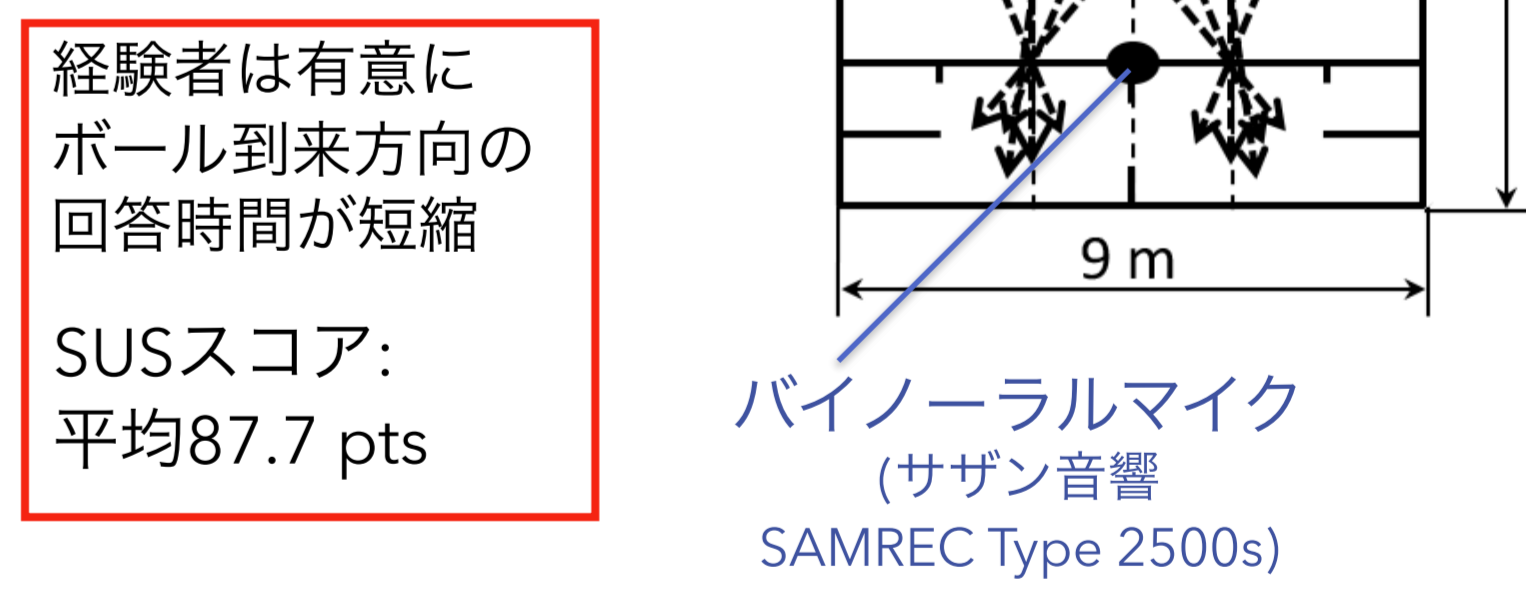 経験者は有意に
ボール到来方向の
回答時間が短縮
SUSスコア:
平均87.7 pts
9 m
バイノーラルマイク
(サザン音響
SAMREC Type 2500s)